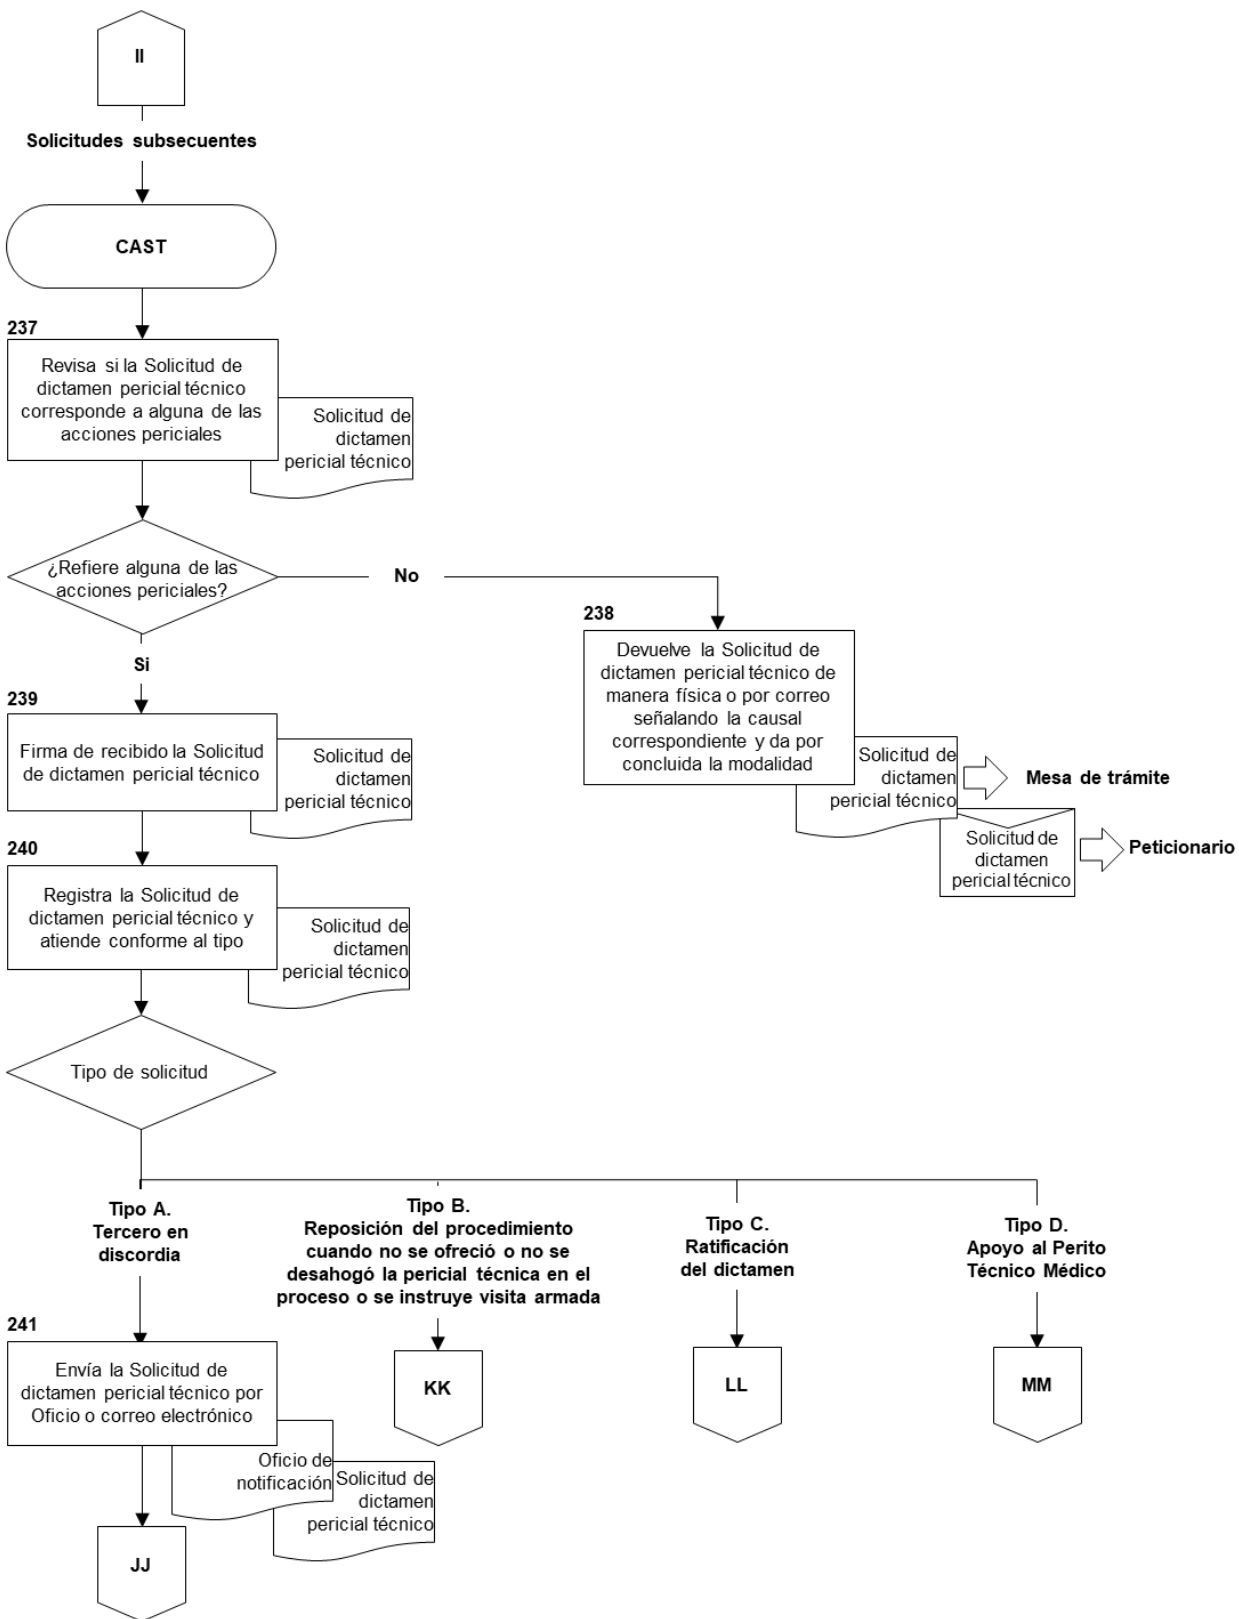 II
Solicitudes subsecuentes
CAST
237
Revisa si la Solicitud de
dictamen pericial técnico
corresponde a alguna de las
acciones periciales
Solicitud de
dictamen
pericial técnico
¿Refiere alguna de las
acciones periciales?
No
Si
238
Devuelve la Solicitud de
dictamen pericial técnico de
manera física o por correo
señalando la causal
correspondiente y da por
concluida la modalidad
Solicitud de
dictamen
pericial técnico
Mesa de trámite
Solicitud de
dictamen
pericial técnico
Peticionario
239
Firma de recibido la Solicitud
de dictamen pericial técnico
Solicitud de
dictamen
pericial técnico
240
Registra la Solicitud de
dictamen pericial técnico y
atiende conforme al tipo
Solicitud de
dictamen
pericial técnico
Tipo de solicitud
Tipo A.
Tercero en
discordia
Tipo B.
Reposición del procedimiento
cuando no se ofreció o no se
desahogó la pericial técnica en el
proceso o se instruye visita armada
Tipo C.
Ratificación
del dictamen
Tipo D.
Apoyo al Perito
Técnico Médico
241
Envía la Solicitud de
dictamen pericial técnico por
Oficio o correo electrónico
Oficio de
notificación
Solicitud de
dictamen
pericial técnico
KK
LL
MM
JJ